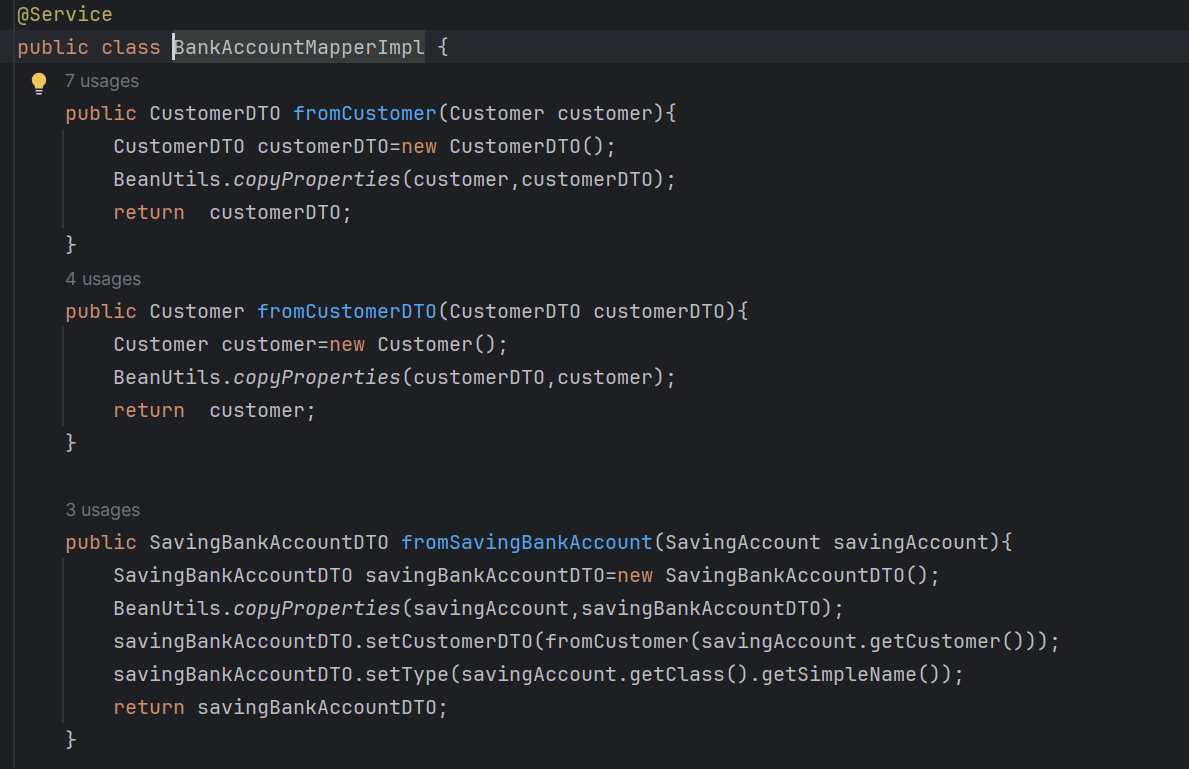 @Service
public class BankAccountMapperImpl {
7 usages
public CustomerDTO fromCustomer(Customer customer){
CustomerDTO customerDTO=new CustomerDTO();
BeanUtils.copyProperties(customer,customerDTO);
return  customerDTO;
}
4 usages
public Customer fromCustomerDTO(CustomerDTO customerDTO){
Customer customer=new Customer();
BeanUtils.copyProperties(customerDTO,customer);
return  customer;
}
3 usages
public SavingBankAccountDTO fromSavingBankAccount(SavingAccount savingAccount){
SavingBankAccountDTO savingBankAccountDTO=new SavingBankAccountDTO();
BeanUtils.copyProperties(savingAccount,savingBankAccountDTO);
savingBankAccountDTO.setCustomerDTO(fromCustomer(savingAccount.getCustomer()));
savingBankAccountDTO.setType(savingAccount.getClass().getSimpleName());
return savingBankAccountDTO;
}